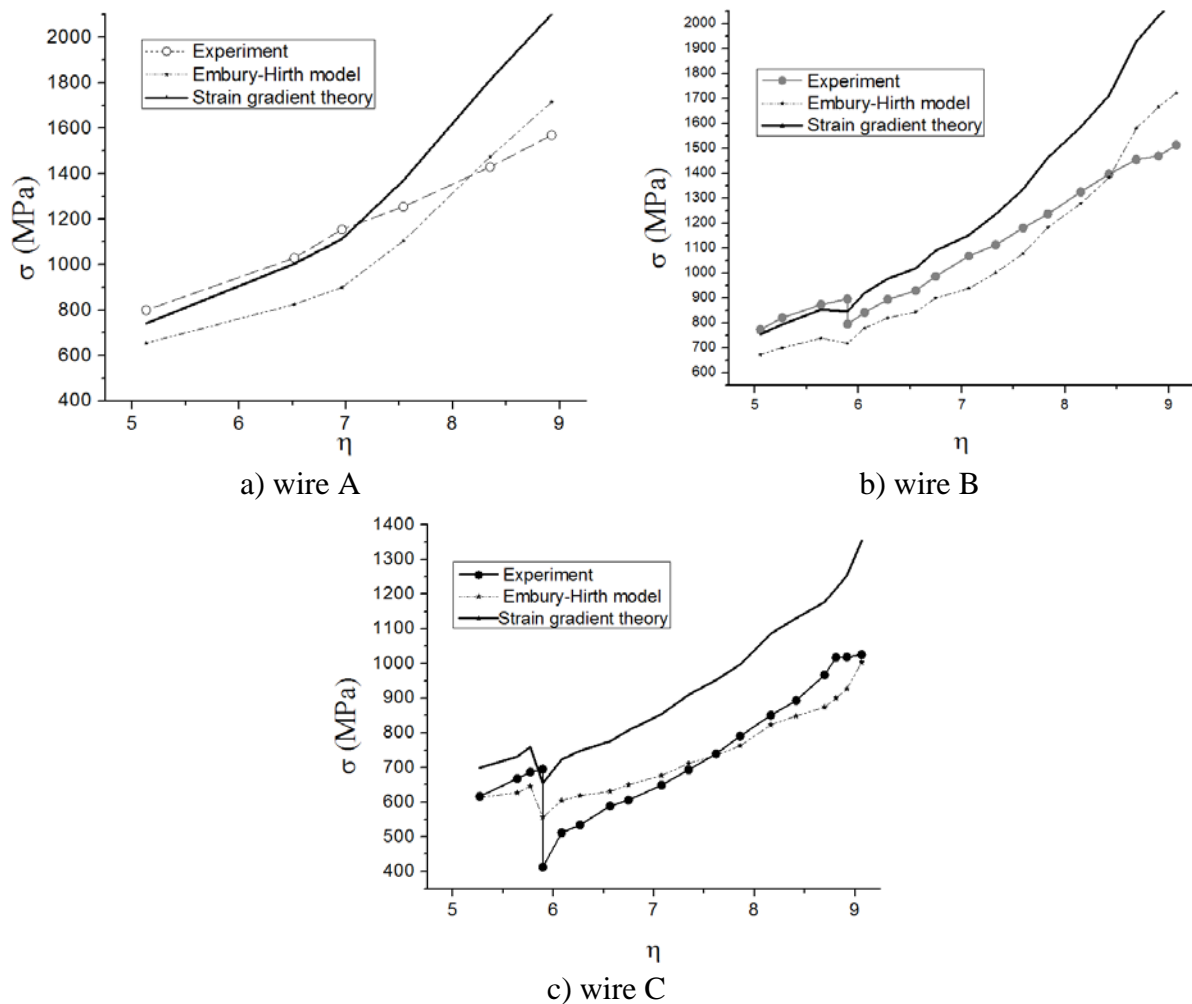 2000
1800
1600
1400
1200
1000
800
600
400
σ (MPa)
Experiment
Embury-Hirth model
Strain gradient theory
5 6 7 8 9
η
a) wire A
2000
1900
1800
1700
1600
1500
1400
1300
1200
1100
1000
900
800
700
600
σ (MPa)
Experiment
Embury-Hirth model
Strain gradient theory
5 6 7 8 9
η
b) wire B
1400
1300
1200
1100
1000
900
800
700
600
500
400
σ (MPa)
Experiment
Embury-Hirth model
Strain gradient theory
5 6 7 8 9
η
c) wire C